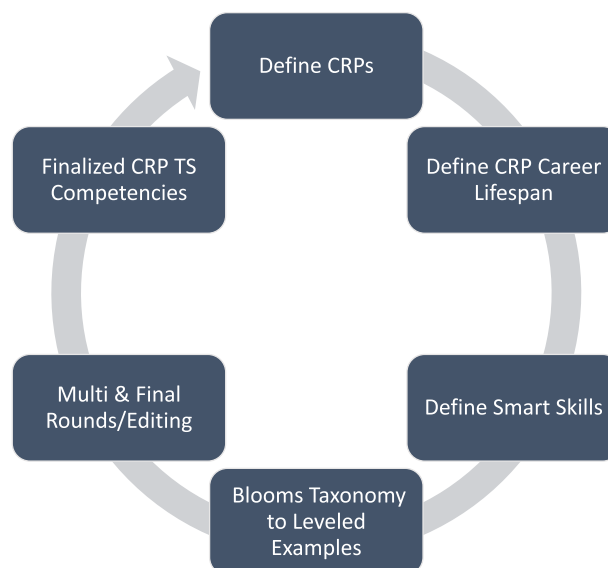 Define CRPs
Define CRP Career
Lifespan
Define Smart Skills
Blooms Taxonomy
to Leveled
Examples
Multi & Final
Rounds/Editing
Finalized CRP TS
Competencies